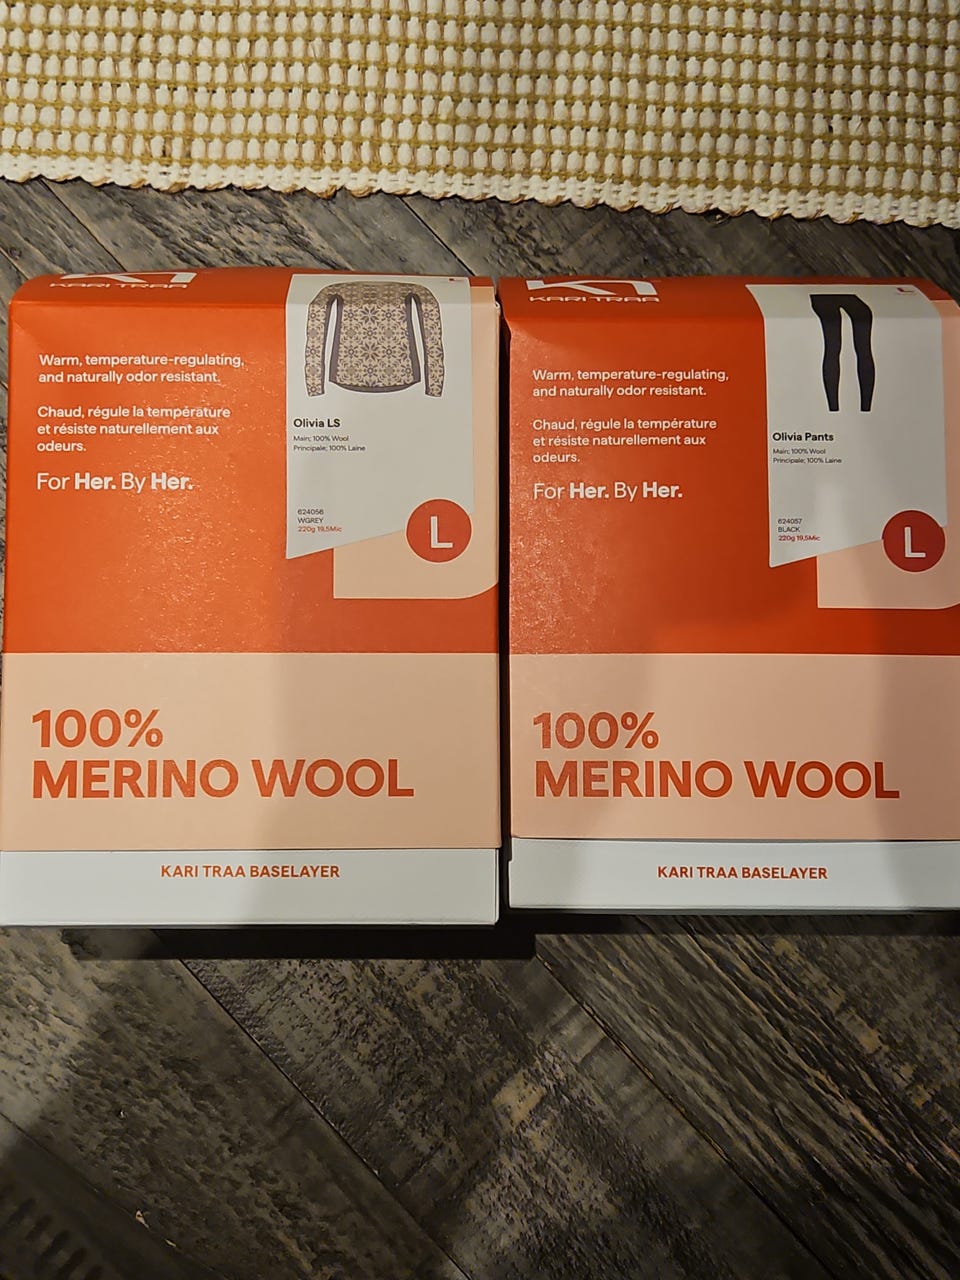 KARI TRAA
Warm, temperature-regulating,
and naturally odor resistant.
Chaud, régule la température
et résiste naturellement aux
odeurs.
For Her. By Her.
L
Olivia LS
Main; 100% Wool
Principale; 100% Laine
624056
WGREY
220g 19,5Mic
L
100%
MERINO WOOL
KARI TRAA BASELAYER
KARI TRAA
Warm, temperature-regulating,
and naturally odor resistant.
Chaud, régule la température
et résiste naturellement aux
odeurs.
For Her. By Her.
L
Olivia Pants
Main; 100% Wool
Principale; 100% Laine
624057
BLACK
220g 19,5Mic
L
100%
MERINO WOOL
KARI TRAA BASELAYER